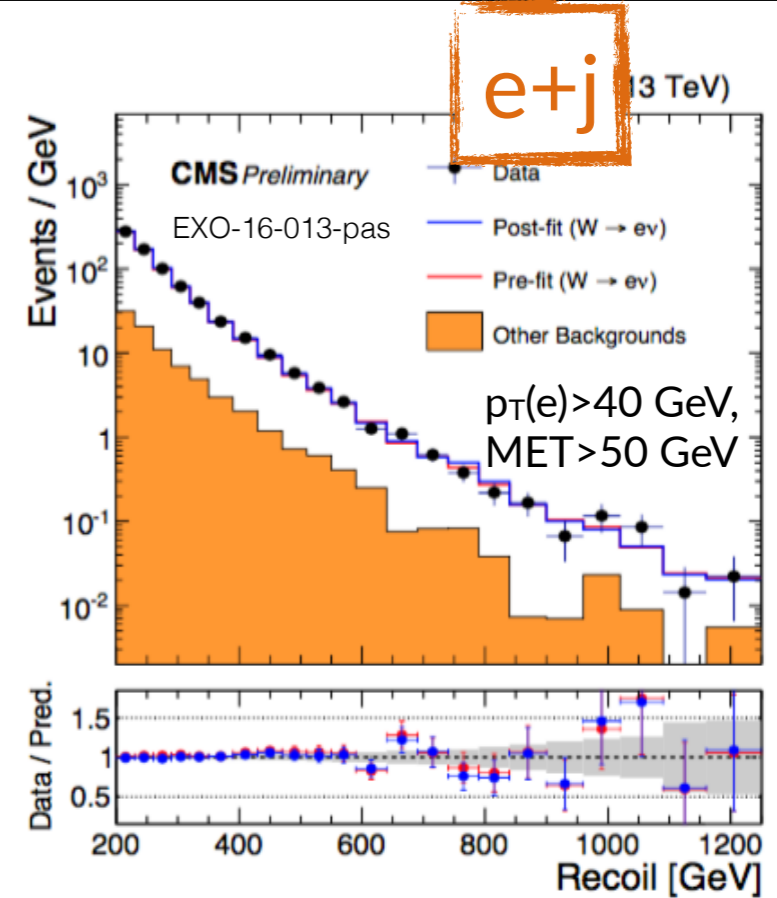 e+j
13 TeV)
CMS Preliminary
EXO-16-013-pas
Data
Post-fit (W → eν)
Pre-fit (W → eν)
Other Backgrounds
pT(e)>40 GeV,
MET>50 GeV
Events / GeV
10³
10²
10
1
10⁻¹
10⁻²
Data / Pred.
1.5
1
0.5
200 400 600 800 1000 1200
Recoil [GeV]